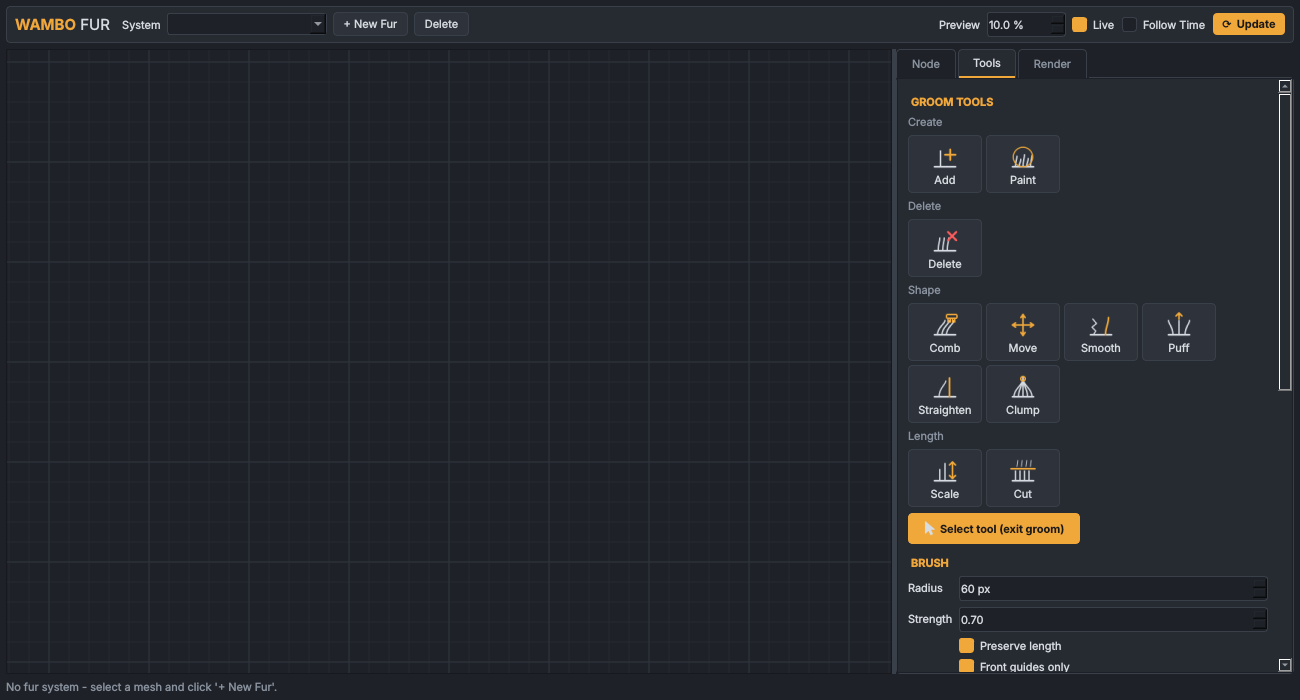 WAMBO FUR System + New Fur Delete Preview 10.0 % Live Follow Time ⟳ Update
Node Tools Render
GROOM TOOLS
Create
Add Paint
Delete
Delete
Shape
Comb Move Smooth Puff
Straighten Clump
Length
Scale Cut
Select tool (exit groom)
BRUSH
Radius 60 px
Strength 0.70
Preserve length
Front guides only
No fur system - select a mesh and click '+ New Fur'.